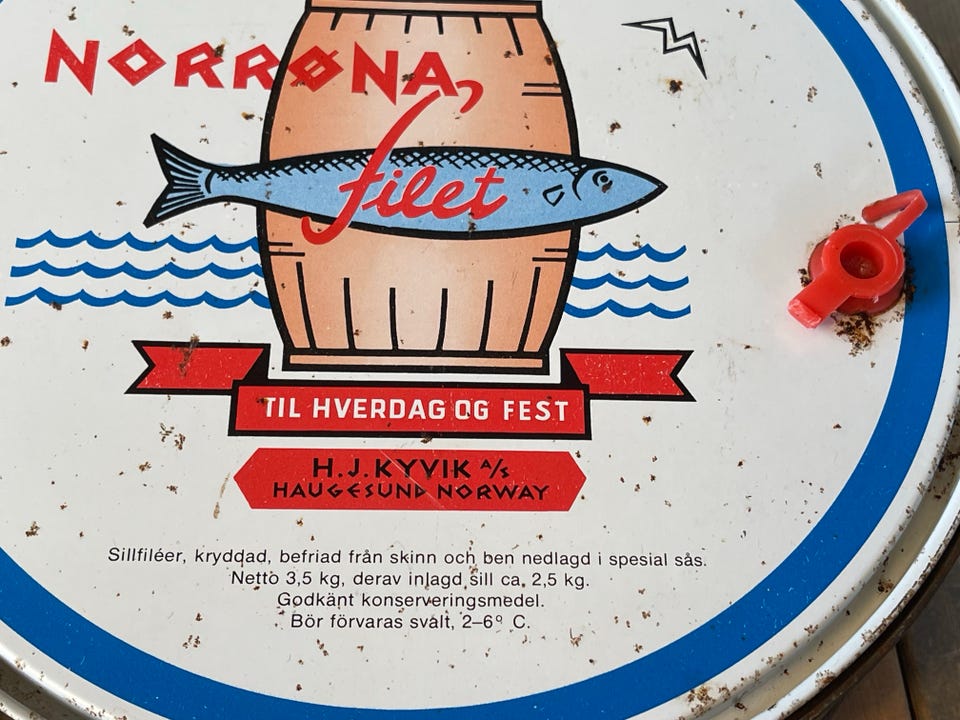 NORRØNA
filet
TIL HVERDAG OG FEST
H.J. KYVIK A/S
HAUGESUND NORWAY
Sillfiléer, kryddad, befriad från skinn och ben nedlagd i spesial sås.
Netto 3,5 kg, derav inlagd sill ca. 2,5 kg.
Godkänt konserveringsmedel.
Bör förvaras svalt, 2–6° C.